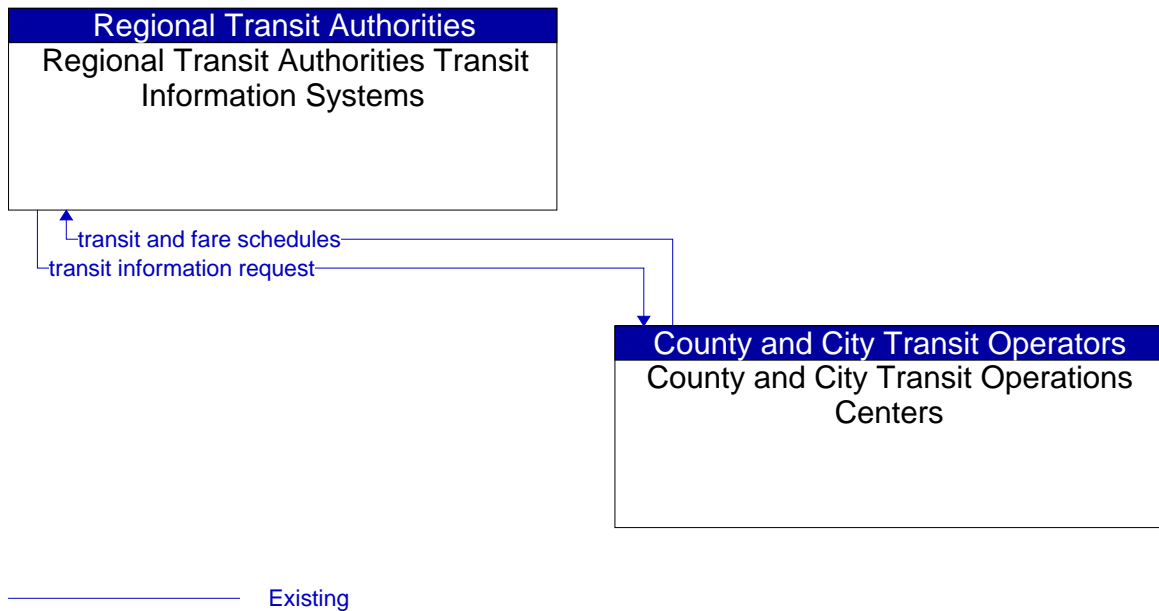 Regional Transit Authorities
Regional Transit Authorities Transit
Information Systems
transit and fare schedules
transit information request
County and City Transit Operators
County and City Transit Operations
Centers
Existing